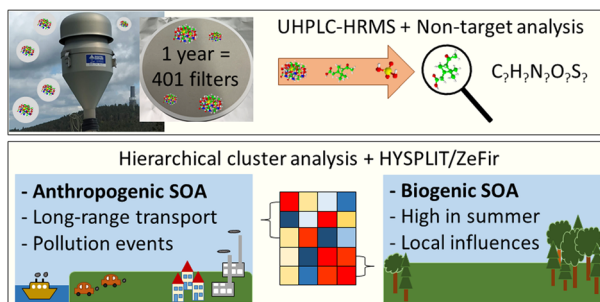 1 year =
401 filters
UHPLC-HRMS + Non-target analysis
C?H?N?O?S?
Hierarchical cluster analysis + HYSPLIT/ZeFir
- Anthropogenic SOA
- Long-range transport
- Pollution events
- Biogenic SOA
- High in summer
- Local influences